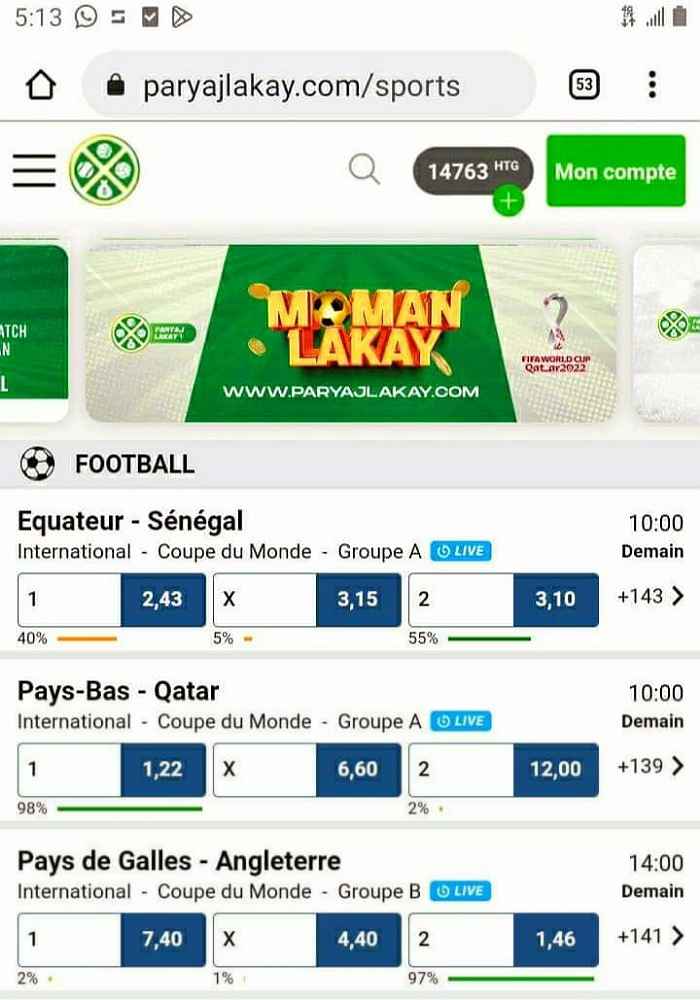 5:13
paryajlakay.com/sports
53
14763 HTG
Mon compte
ATCH
AN
L
PARYAJ
LAKAY
MOMAN
LAKAY
WWW.PARYAJLAKAY.COM
FIFA WORLD CUP
Qatar2022
FOOTBALL
Equateur - Sénégal
10:00
International - Coupe du Monde - Groupe A LIVE
Demain
1 2,43 X 3,15 2 3,10 +143
40% 5% 55%
Pays-Bas - Qatar
10:00
International - Coupe du Monde - Groupe A LIVE
Demain
1 1,22 X 6,60 2 12,00 +139
98% 2%
Pays de Galles - Angleterre
14:00
International - Coupe du Monde - Groupe B LIVE
Demain
1 7,40 X 4,40 2 1,46 +141
2% 1% 97%